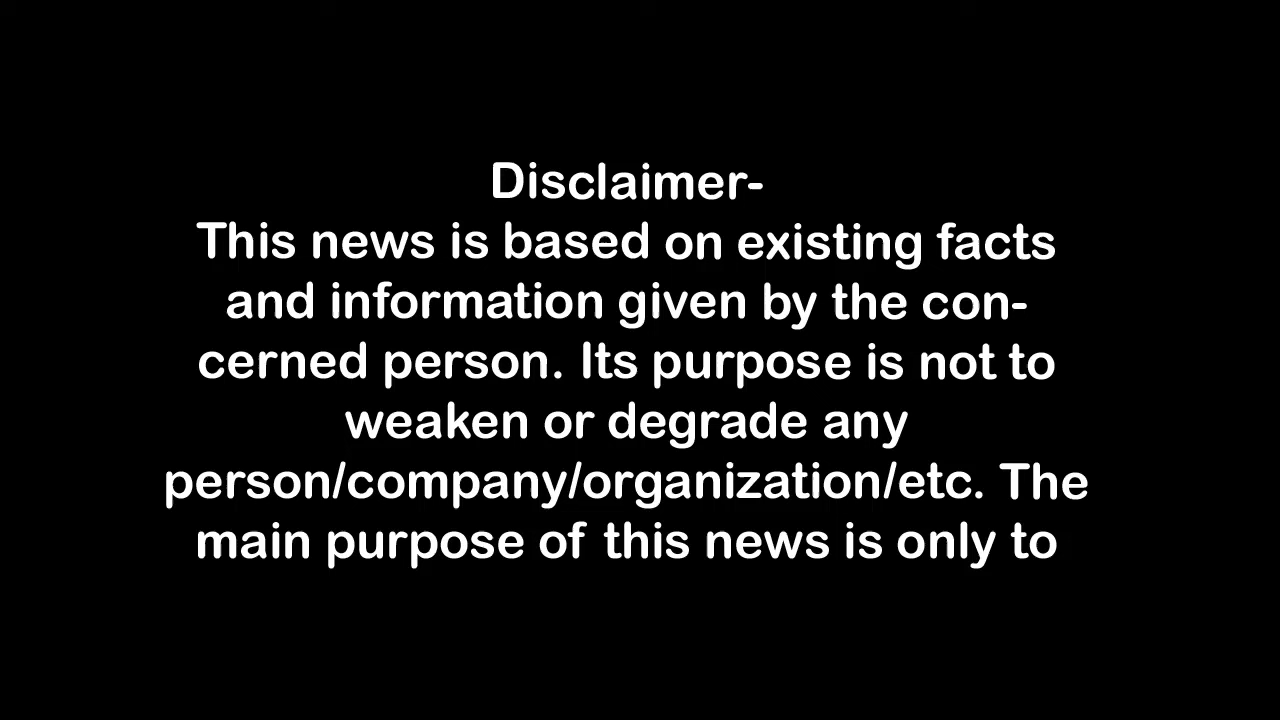 Disclaimer-
This news is based on existing facts
and information given by the con-
cerned person. Its purpose is not to
weaken or degrade any
person/company/organization/etc. The
main purpose of this news is only to